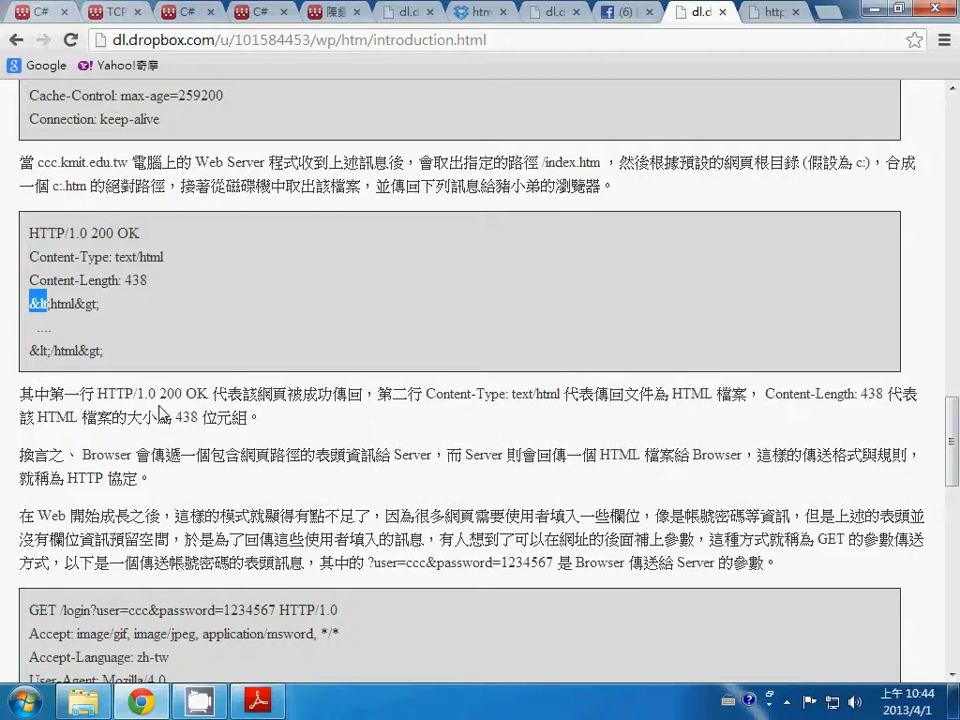 C#
TCP
C#
C#
陳
dl.d
htm
dl.d
(6)
dl.d
http
dl.dropbox.com/u/101584453/wp/htm/introduction.html
Google
Yahoo!奇摩
Cache-Control: max-age=259200
Connection: keep-alive
當 ccc.kmit.edu.tw 電腦上的 Web Server 程式收到上述訊息後，會取出指定的路徑 /index.htm ，然後根據預設的網頁根目錄 (假設為 c:)，合成
一個 c:.htm 的絕對路徑，接著從磁碟機中取出該檔案，並傳回下列訊息給豬小弟的瀏覽器。
HTTP/1.0 200 OK
Content-Type: text/html
Content-Length: 438
&lt;html&gt;
....
&lt;/html&gt;
其中第一行 HTTP/1.0 200 OK 代表該網頁被成功傳回，第二行 Content-Type: text/html 代表傳回文件為 HTML 檔案， Content-Length: 438 代表
該 HTML 檔案的大小為 438 位元組。
換言之、 Browser 會傳遞一個包含網頁路徑的表頭資訊給 Server，而 Server 則會回傳一個 HTML 檔案給 Browser，這樣的傳送格式與規則，
就稱為 HTTP 協定。
在 Web 開始成長之後，這樣的模式就顯得有點不足了，因為很多網頁需要使用者填入一些欄位，像是帳號密碼等資訊，但是上述的表頭並
沒有欄位資訊預留空間，於是為了回傳這些使用者填入的訊息，有人想到了可以在網址的後面補上參數，這種方式就稱為 GET 的參數傳送
方式，以下是一個傳送帳號密碼的表頭訊息，其中的 ?user=ccc&password=1234567 是 Browser 傳送給 Server 的參數。
GET /login?user=ccc&password=1234567 HTTP/1.0
Accept: image/gif, image/jpeg, application/msword, */*
Accept-Language: zh-tw
User-Agent: Mozilla/4.0
上午 10:44
2013/4/1